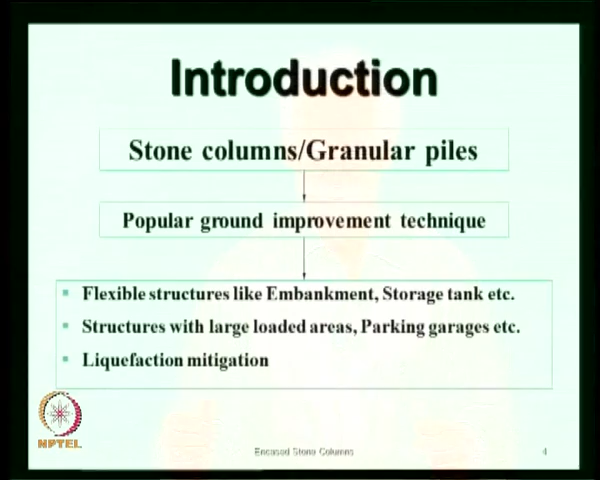 Introduction
Stone columns/Granular piles
Popular ground improvement technique
Flexible structures like Embankment, Storage tank etc.
Structures with large loaded areas, Parking garages etc.
Liquefaction mitigation
NPTEL
Encased Stone Columns
4